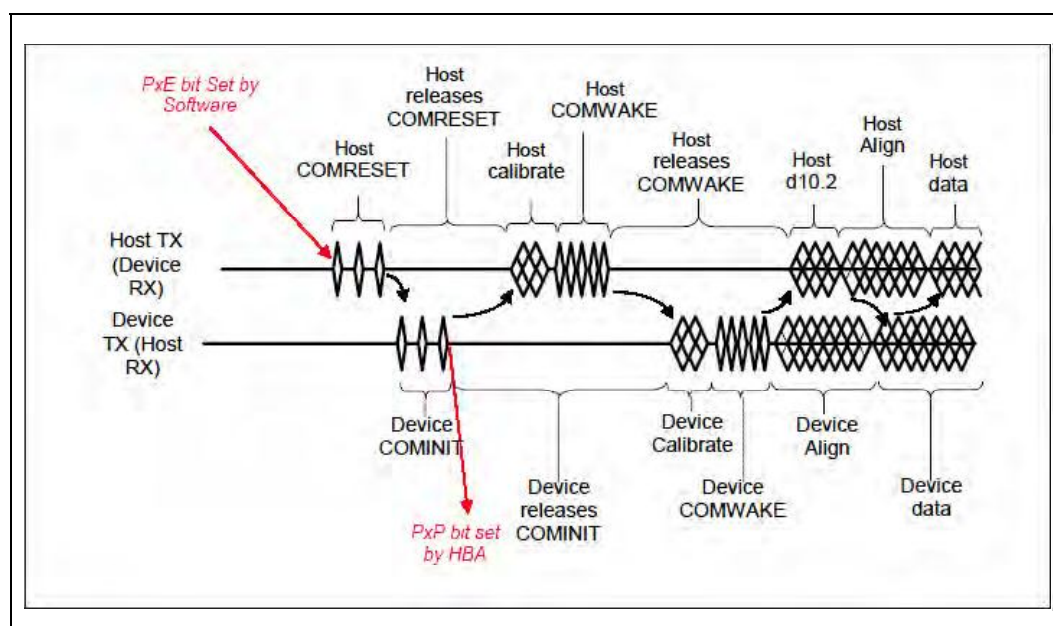 PxE bit Set by
Software
Host
COMRESET
Host
releases
COMRESET
Host
calibrate
Host
COMWAKE
Host
releases
COMWAKE
Host
d10.2
Host
Align
Host
data
Host TX
(Device
RX)
Device
TX (Host
RX)
Device
COMINIT
PxP bit set
by HBA
Device
releases
COMINIT
Device
Calibrate
Device
COMWAKE
Device
Align
Device
data